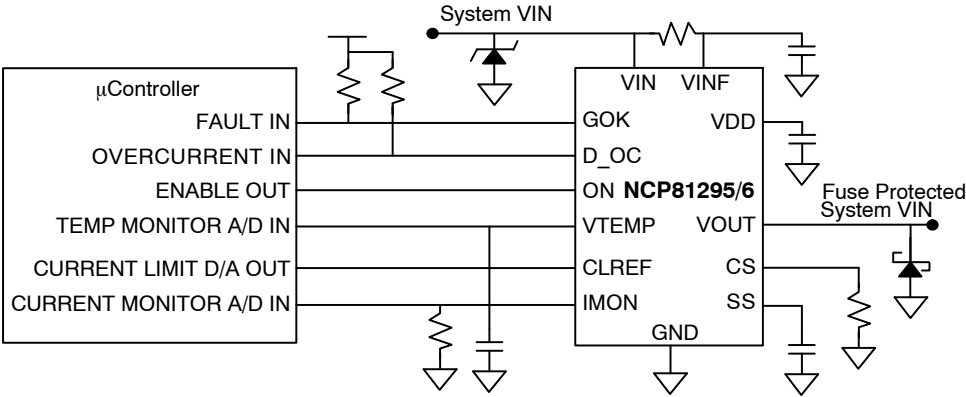 System VIN
μController
FAULT IN
OVERCURRENT IN
ENABLE OUT
TEMP MONITOR A/D IN
CURRENT LIMIT D/A OUT
CURRENT MONITOR A/D IN
VIN VINF
GOK VDD
D_OC
ON NCP81295/6
VTEMP VOUT
CLREF CS
IMON SS
GND
Fuse Protected
System VIN